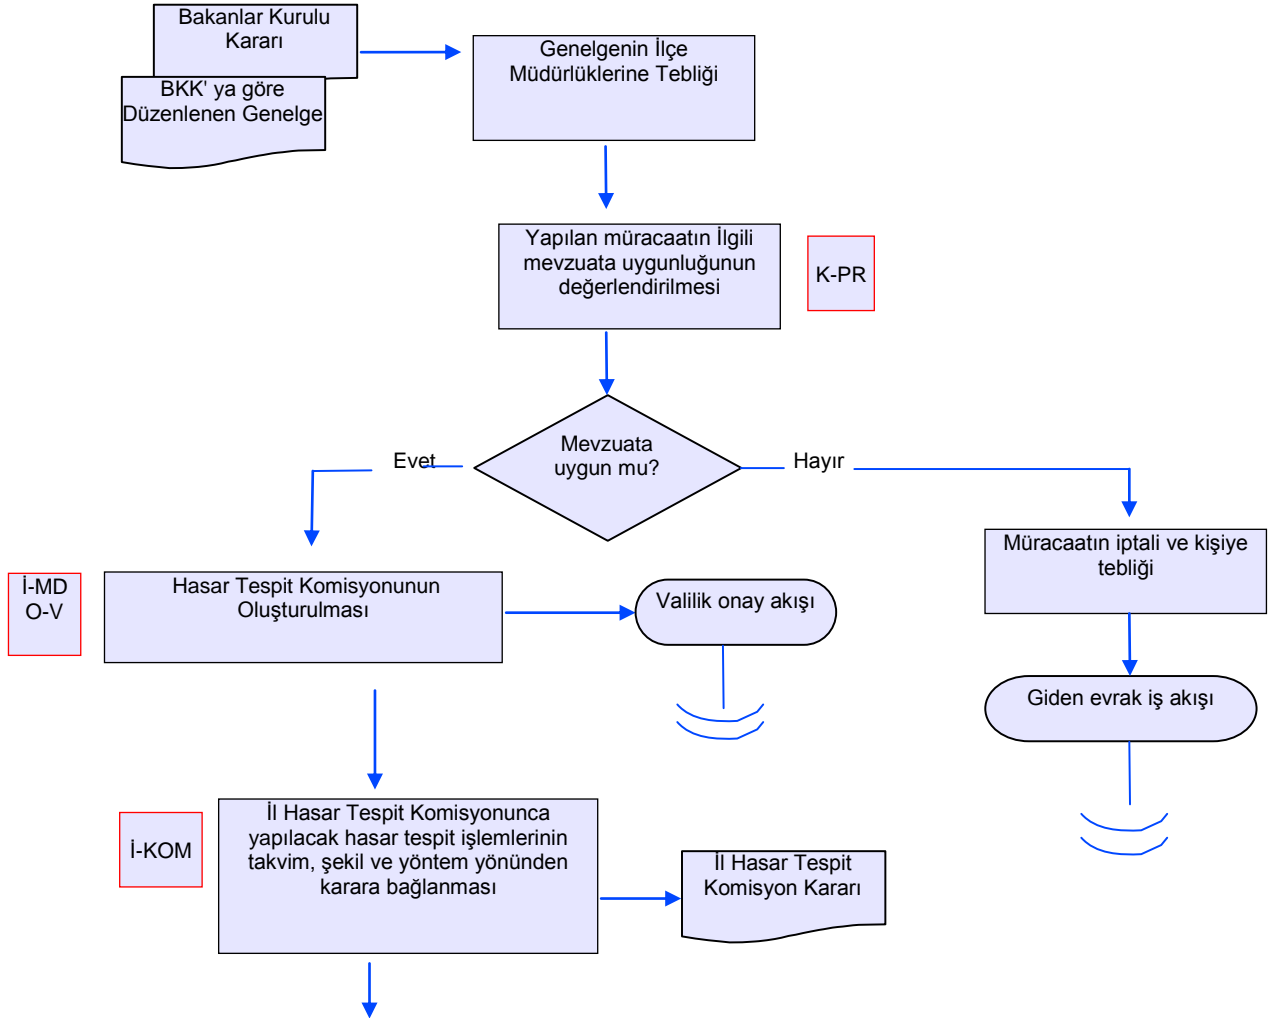 Bakanlar Kurulu
Kararı
BKK' ya göre
Düzenlenen Genelge
Genelgenin İlçe
Müdürlüklerine Tebliği
Yapılan müracaatın İlgili
mevzuata uygunluğunun
değerlendirilmesi
K-PR
Mevzuata
uygun mu?
Evet
Hayır
Müracaatın iptali ve kişiye
tebliği
İ-MD
O-V
Hasar Tespit Komisyonunun
Oluşturulması
Valilik onay akışı
Giden evrak iş akışı
İ-KOM
İl Hasar Tespit Komisyonunca
yapılacak hasar tespit işlemlerinin
takvim, şekil ve yöntem yönünden
karara bağlanması
İl Hasar Tespit
Komisyon Kararı